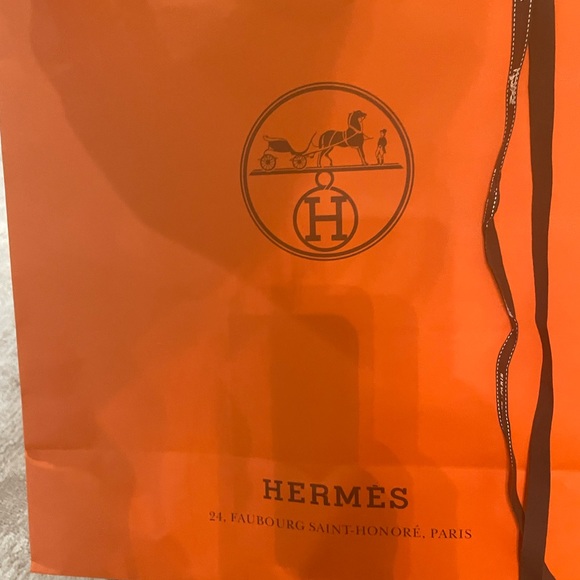 H
HERMÈS
24, FAUBOURG SAINT-HONORÉ, PARIS